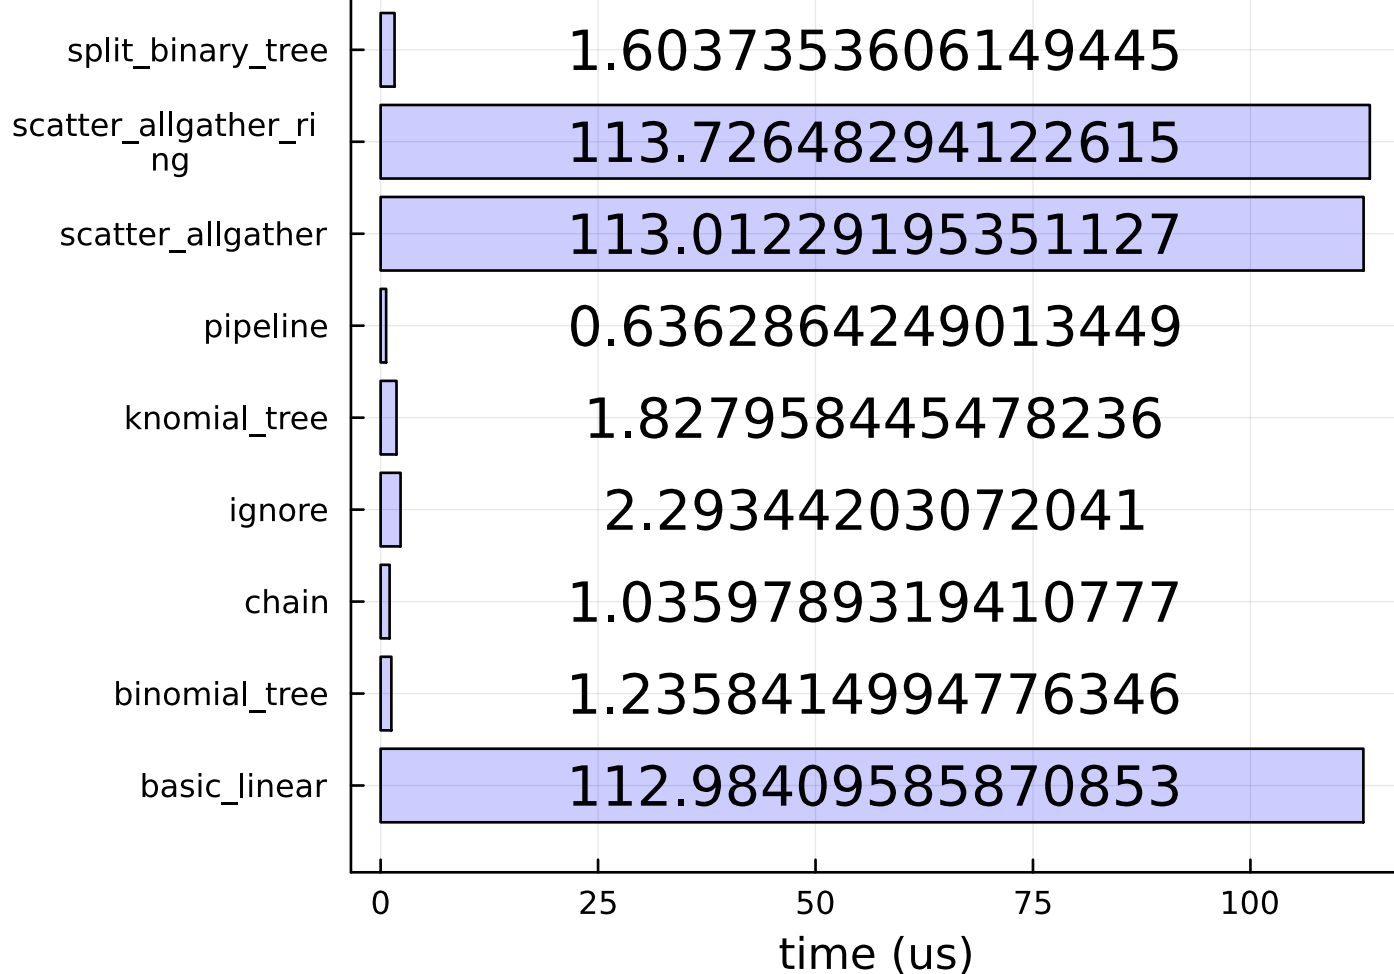 split_binary_tree 1.6037353606149445
scatter_allgather_ri
ng 113.72648294122615
scatter_allgather 113.01229195351127
pipeline 0.6362864249013449
knomial_tree 1.827958445478236
ignore 2.29344203072041
chain 1.0359789319410777
binomial_tree 1.2358414994776346
basic_linear 112.98409585870853
0 25 50 75 100
time (us)